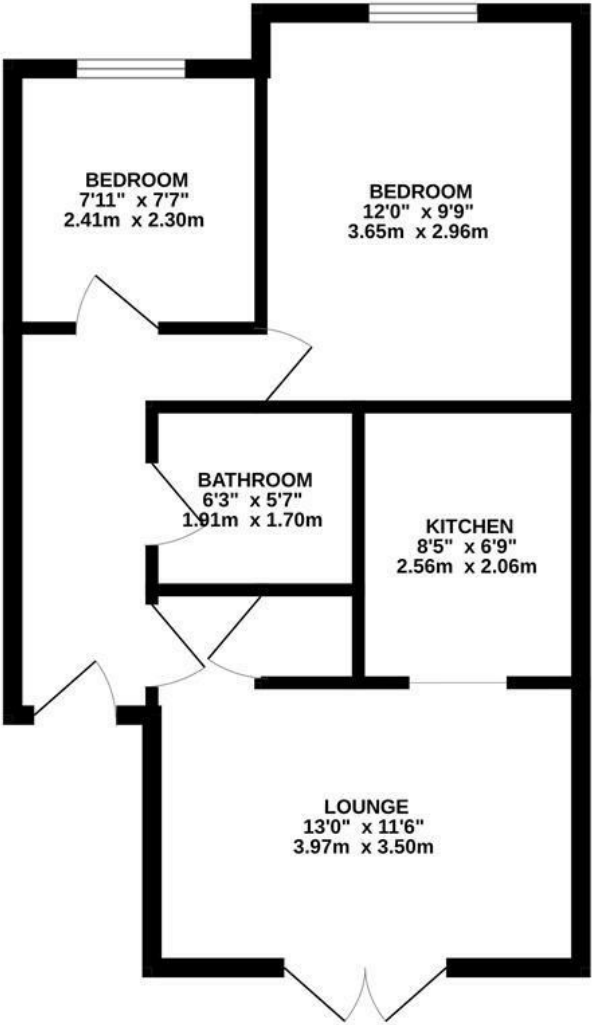 BEDROOM
7'11" x 7'7"
2.41m x 2.30m
BEDROOM
12'0" x 9'9"
3.65m x 2.96m
BATHROOM
6'3" x 5'7"
1.91m x 1.70m
KITCHEN
8'5" x 6'9"
2.56m x 2.06m
LOUNGE
13'0" x 11'6"
3.97m x 3.50m